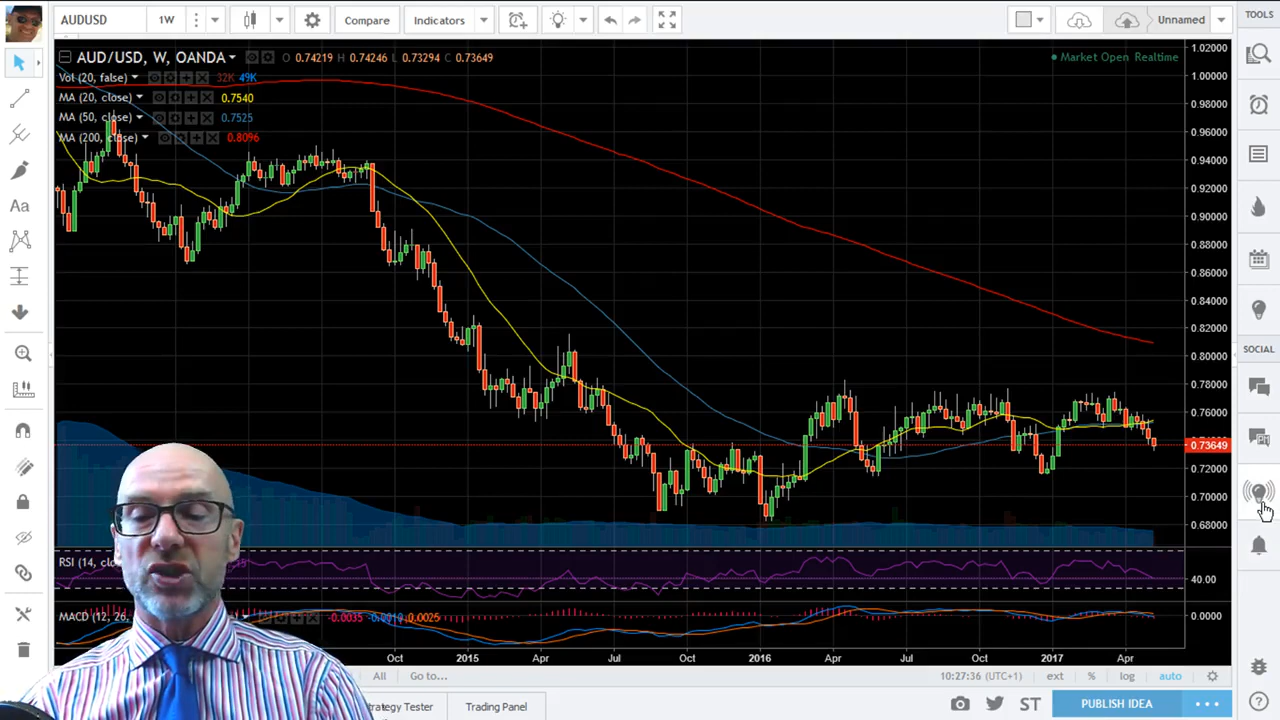 AUDUSD 1W Compare Indicators Unnamed TOOLS
AUD/USD, W, OANDA O 0.74219 H 0.74246 L 0.73294 C 0.73649 Market Open Realtime
Vol (20, false) 32K 49K
MA (20, close) 0.7540
MA (50, close) 0.7525
MA (200, close) 0.8096
1.02000
1.00000
0.98000
0.96000
0.94000
0.92000
0.90000
0.88000
0.86000
0.84000
0.82000
0.80000
0.78000
0.76000
0.73649
0.72000
0.70000
0.68000
Aa
SOCIAL
RSI (14,
40.00
MACD (12, 26, -0.0035 -0.0010 0.0025 0.0000
Oct 2015 Apr Jul Oct 2016 Apr Jul Oct 2017 Apr
All Go to... 10:27:36 (UTC+1) ext % log auto
Strategy Tester Trading Panel ST PUBLISH IDEA